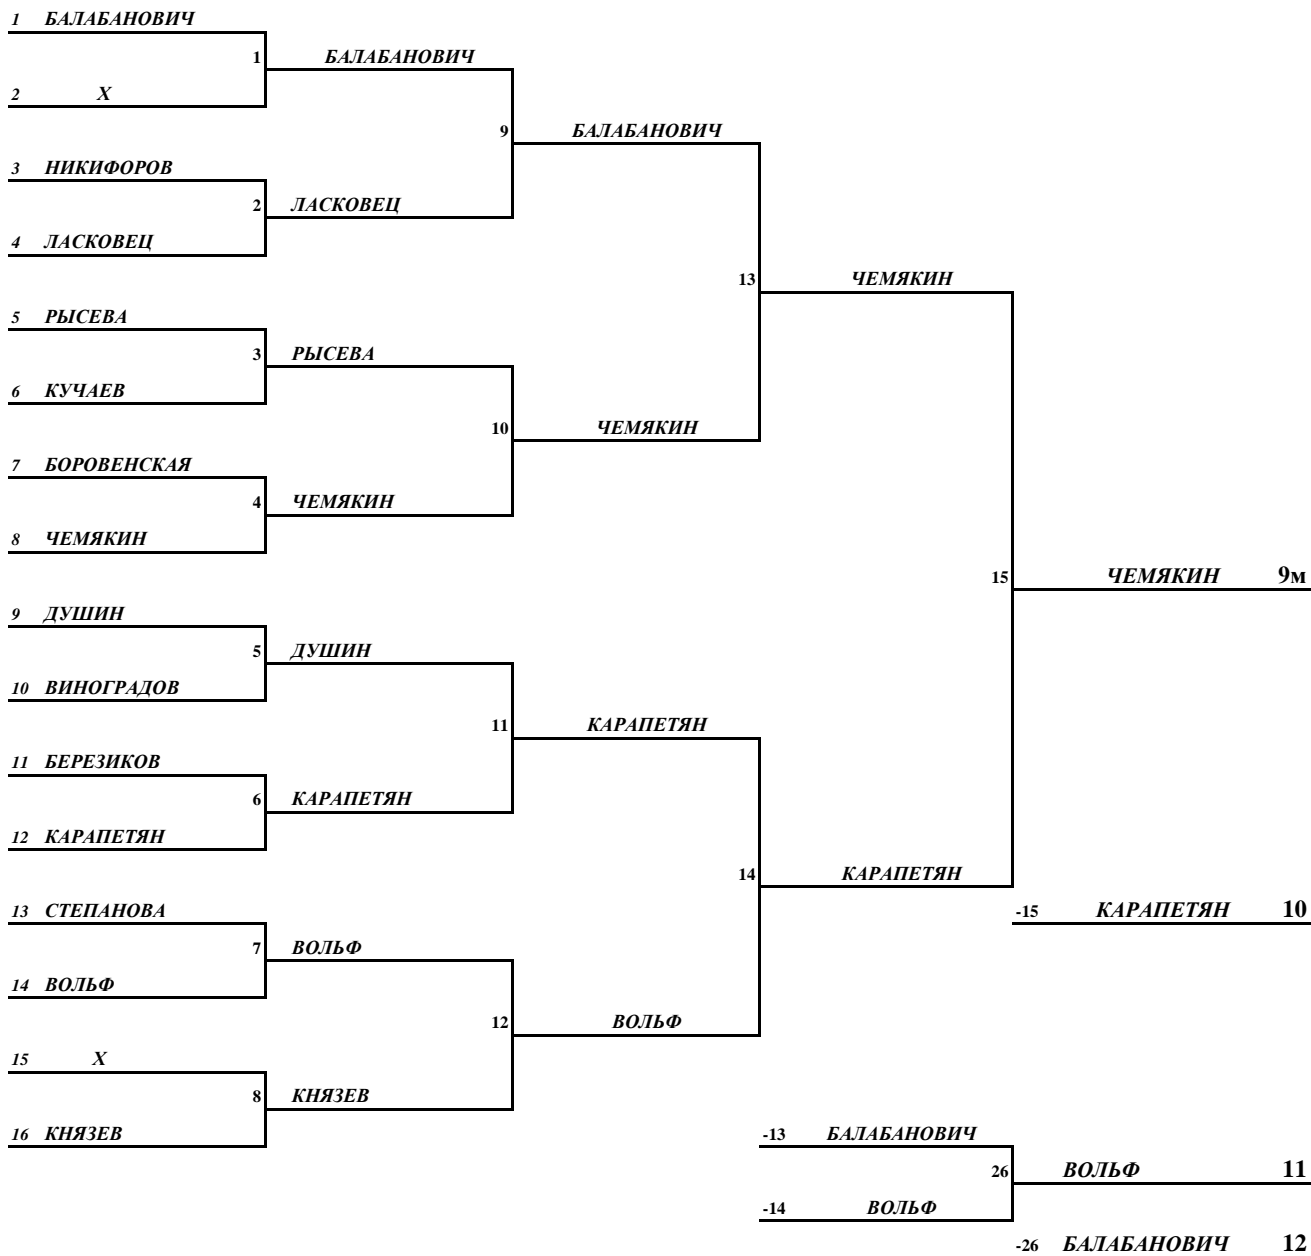 1 БАЛАБАНОВИЧ
1 БАЛАБАНОВИЧ
2 X
9 БАЛАБАНОВИЧ
3 НИКИФОРОВ
2 ЛАСКОВЕЦ
4 ЛАСКОВЕЦ
13 ЧЕМЯКИН
5 РЫСЕВА
3 РЫСЕВА
6 КУЧАЕВ
10 ЧЕМЯКИН
7 БОРОВЕНСКАЯ
4 ЧЕМЯКИН
8 ЧЕМЯКИН
15 ЧЕМЯКИН 9м
9 ДУШИН
5 ДУШИН
10 ВИНОГРАДОВ
11 КАРАПЕТЯН
11 БЕРЕЗИКОВ
6 КАРАПЕТЯН
12 КАРАПЕТЯН
14 КАРАПЕТЯН
-15 КАРАПЕТЯН 10
13 СТЕПАНОВА
7 ВОЛЬФ
14 ВОЛЬФ
12 ВОЛЬФ
15 X
8 КНЯЗЕВ
16 КНЯЗЕВ
-13 БАЛАБАНОВИЧ
26 ВОЛЬФ 11
-14 ВОЛЬФ
-26 БАЛАБАНОВИЧ 12